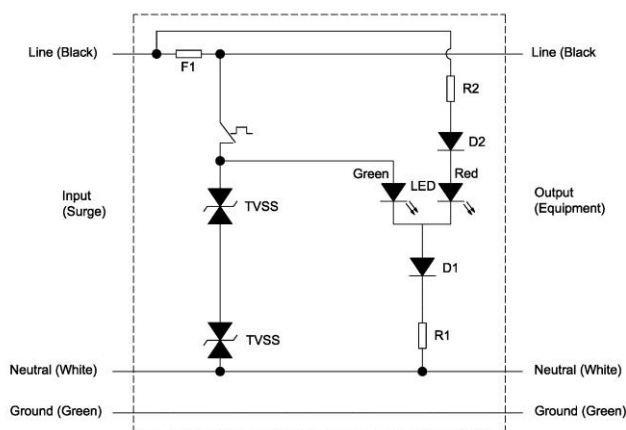 Line (Black)
Line (Black
F1
R2
D2
Green
LED
Red
Input
(Surge)
TVSS
Output
(Equipment)
D1
TVSS
R1
Neutral (White)
Neutral (White)
Ground (Green)
Ground (Green)